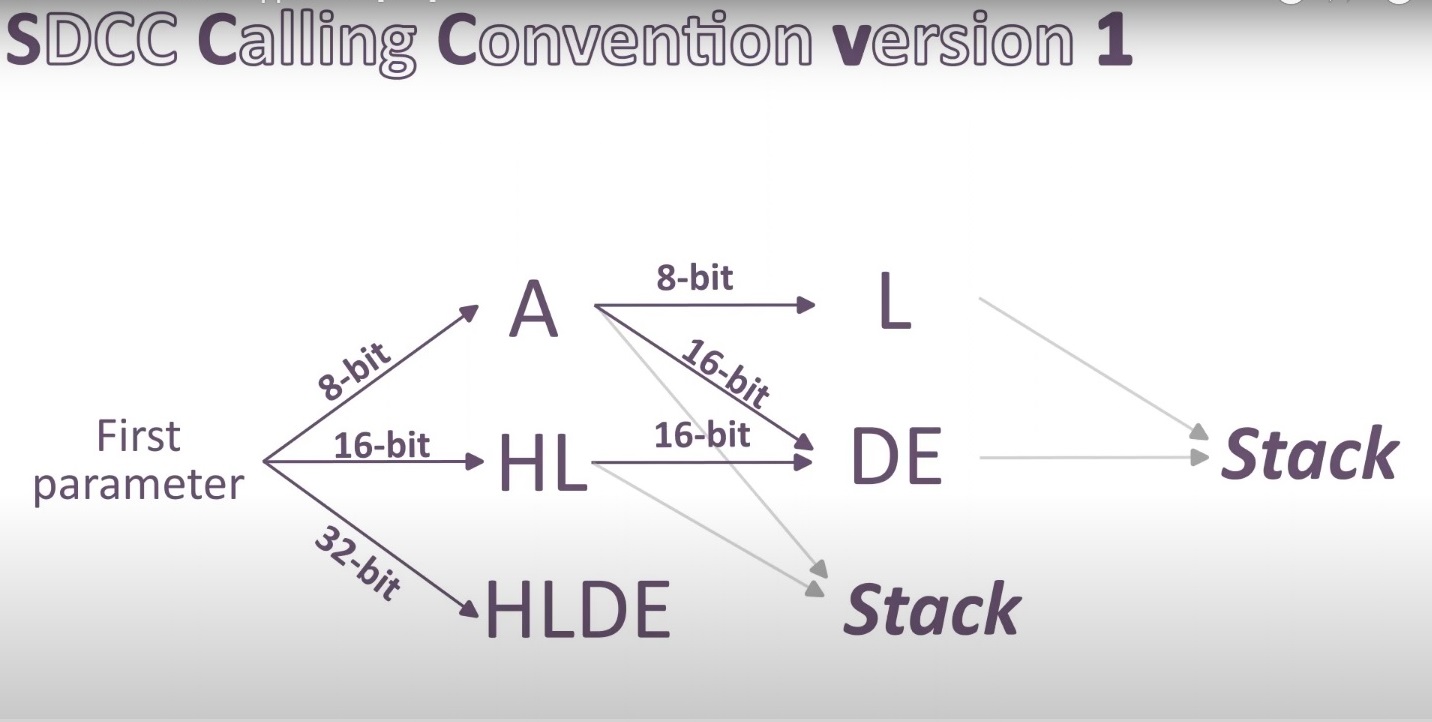 SDCC Calling Convention version 1
8-bit
A
L
8-bit
16-bit
First
parameter
16-bit
HL
16-bit
DE
Stack
32-bit
HLDE
Stack